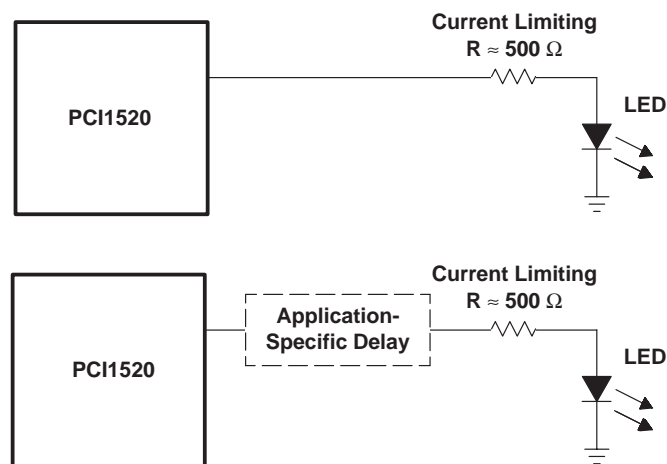 Current Limiting
R ≈ 500 Ω
LED
PCI1520
Current Limiting
R ≈ 500 Ω
Application-
Specific Delay
LED
PCI1520